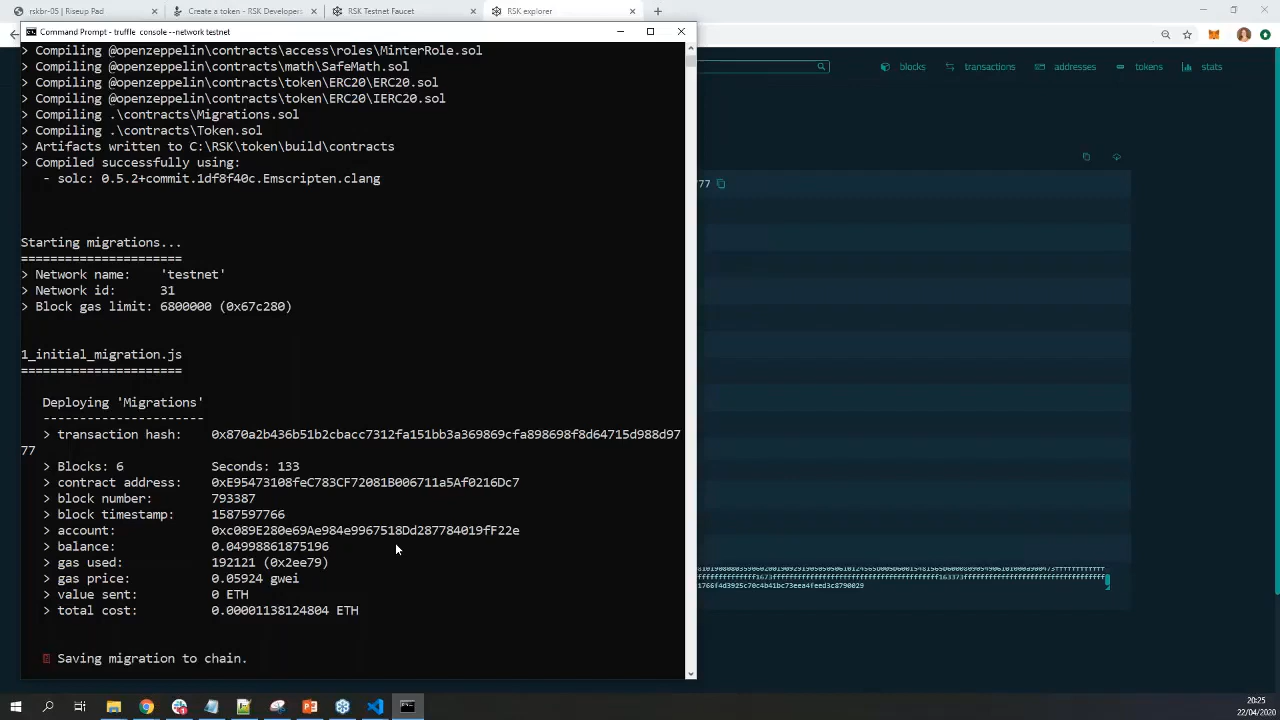 rskbr-05 | Riseup Pad
Create a token - RSK Developers
RSK Testnet Faucet
RSK explorer
Command Prompt - truffle console --network testnet
> Compiling @openzeppelin\contracts\access\roles\MinterRole.sol
> Compiling @openzeppelin\contracts\math\SafeMath.sol
> Compiling @openzeppelin\contracts\token\ERC20\ERC20.sol
> Compiling @openzeppelin\contracts\token\ERC20\IERC20.sol
> Compiling .\contracts\Migrations.sol
> Compiling .\contracts\Token.sol
> Artifacts written to C:\RSK\token\build\contracts
> Compiled successfully using:
- solc: 0.5.2+commit.1df8f40c.Emscripten.clang
Starting migrations...
======================
> Network name: 'testnet'
> Network id: 31
> Block gas limit: 6800000 (0x67c280)
1_initial_migration.js
======================
Deploying 'Migrations'
----------------------
> transaction hash: 0x870a2b436b51b2cbacc7312fa151bb3a369869cfa898698f8d64715d988d97
77
> Blocks: 6 Seconds: 133
> contract address: 0xE95473108feC783CF72081B006711a5Af0216Dc7
> block number: 793387
> block timestamp: 1587597766
> account: 0xc089E280e69Ae984e9967518Dd287784019fF22e
> balance: 0.04998861875196
> gas used: 192121 (0x2ee79)
> gas price: 0.05924 gwei
> value sent: 0 ETH
> total cost: 0.00001138124804 ETH
Saving migration to chain.
blocks
transactions
addresses
tokens
stats
77
1766f4d3925c70c4b41bc73eea4feed3c8790029
20:25
22/04/2020